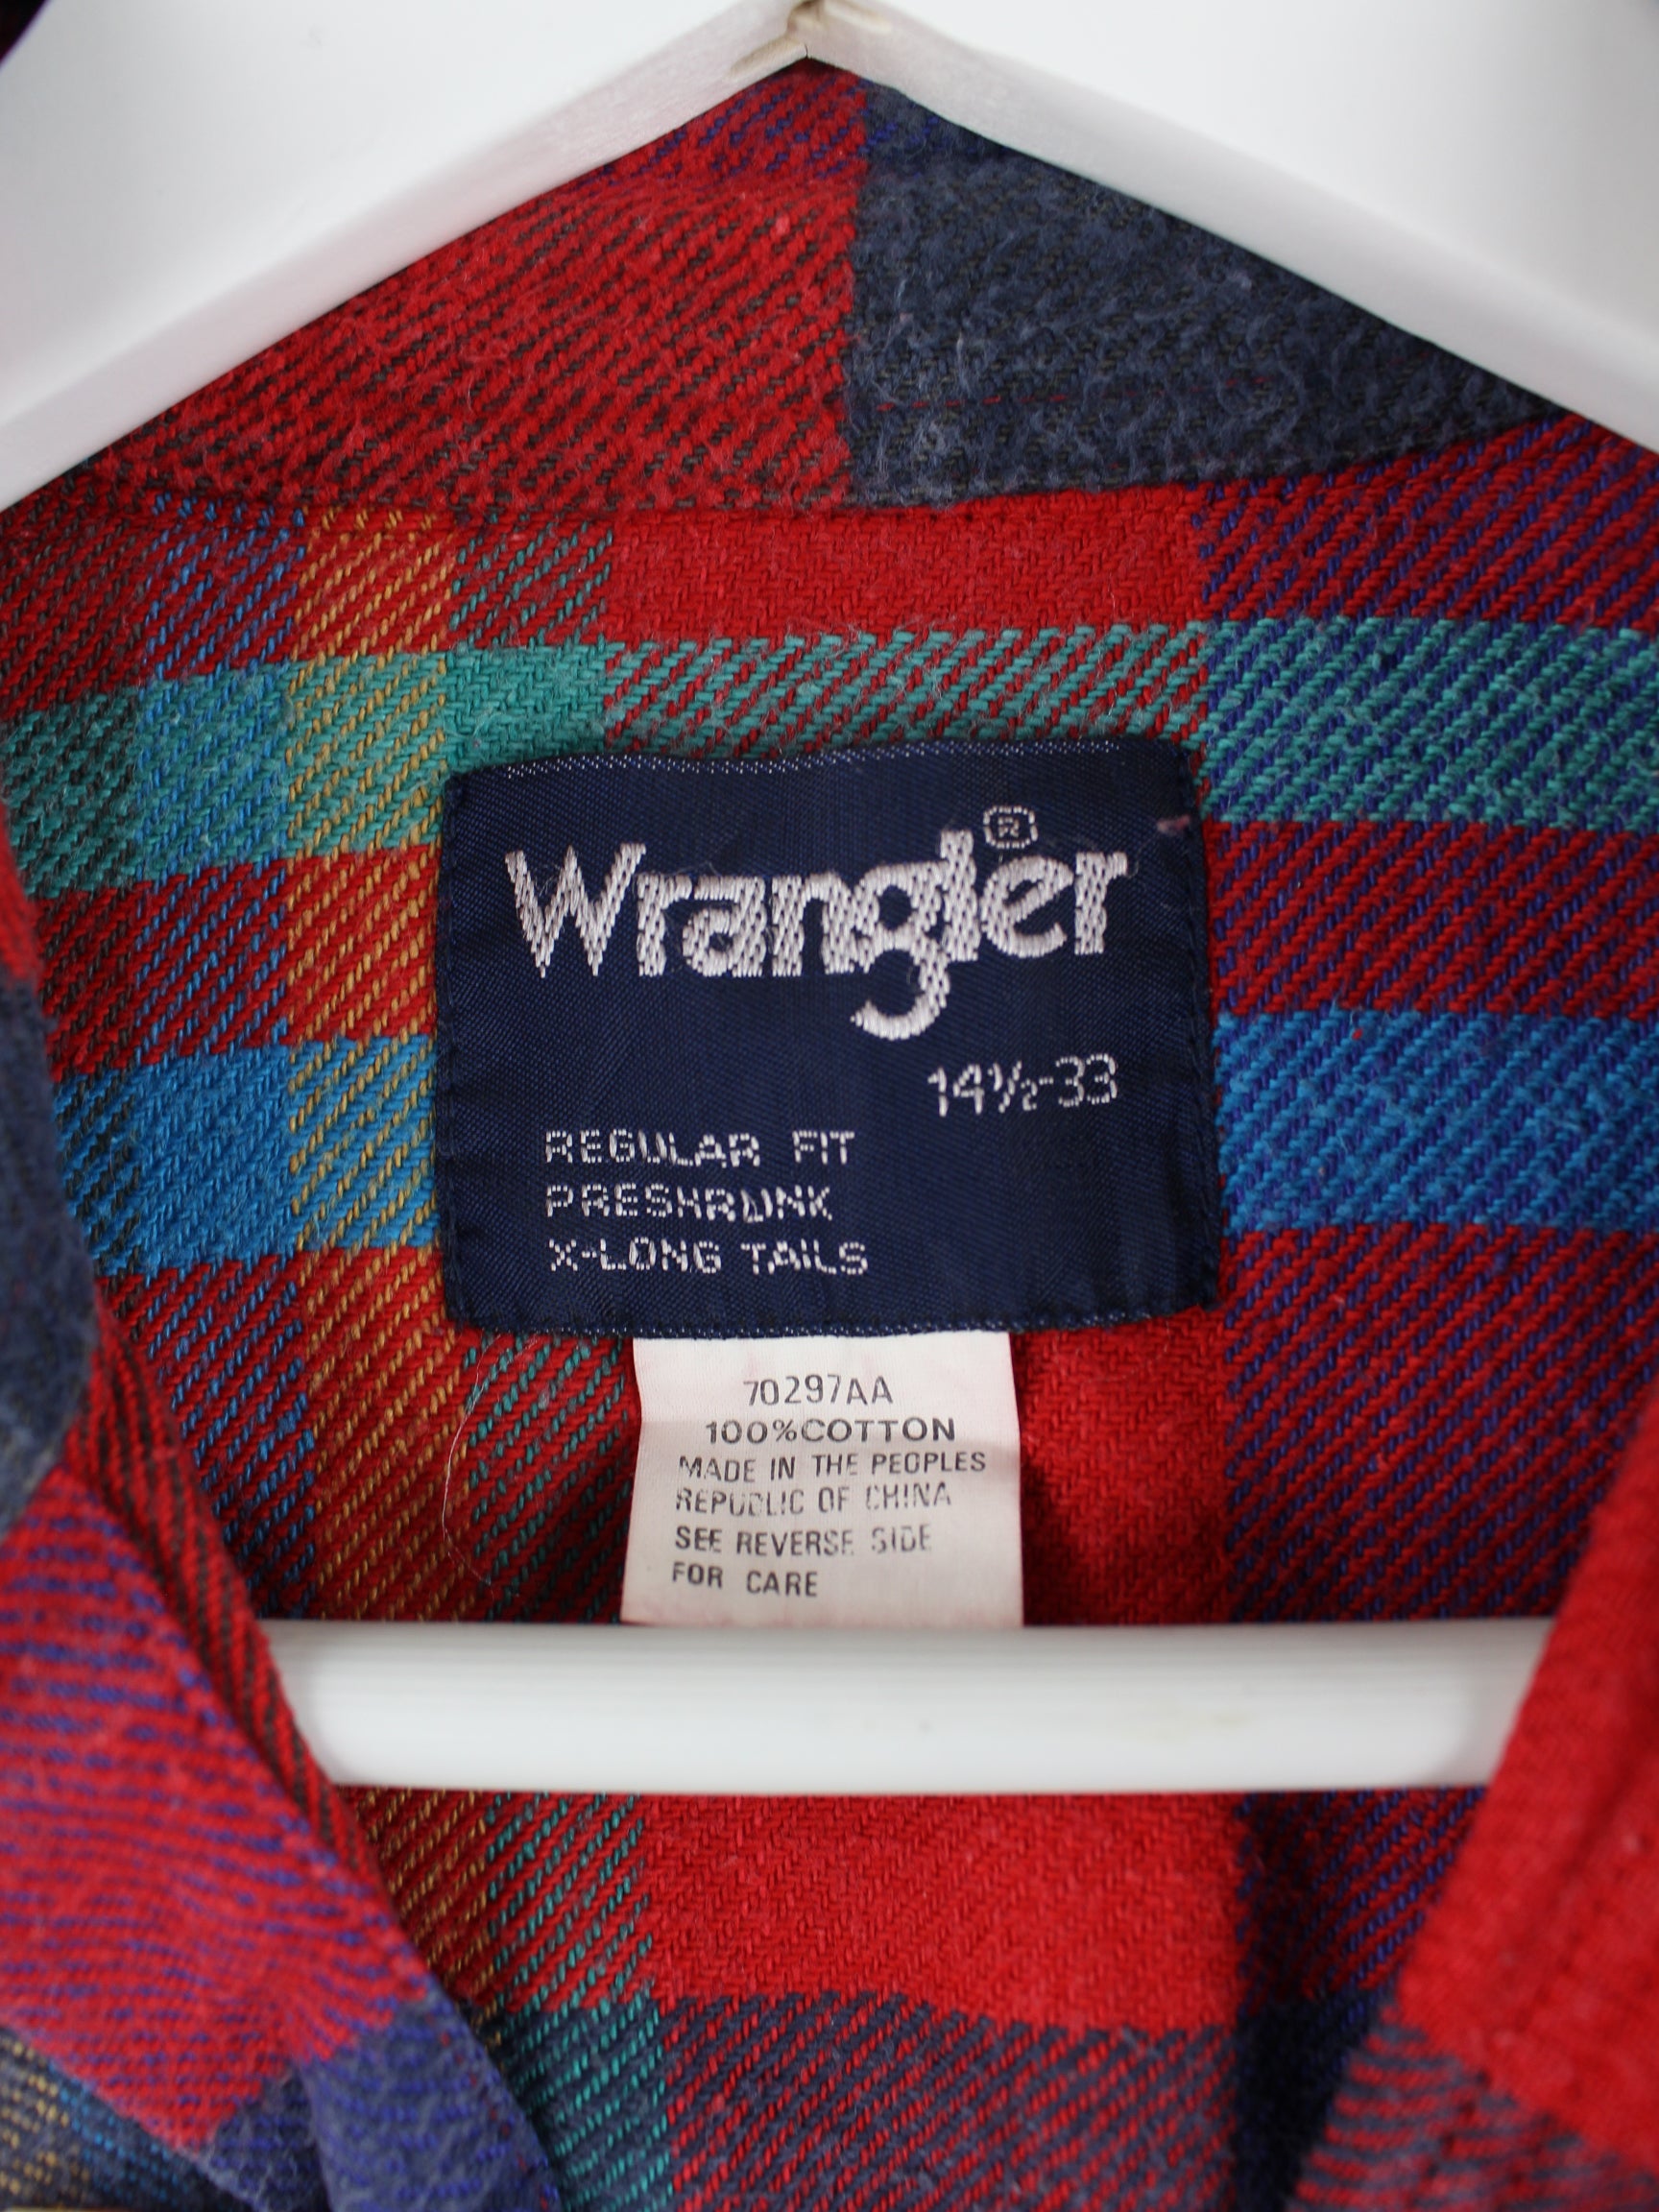 Wrangler®
14½-33
REGULAR FIT
PRESHRUNK
X-LONG TAILS
70297AA
100%COTTON
MADE IN THE PEOPLES
REPUBLIC OF CHINA
SEE REVERSE SIDE
FOR CARE